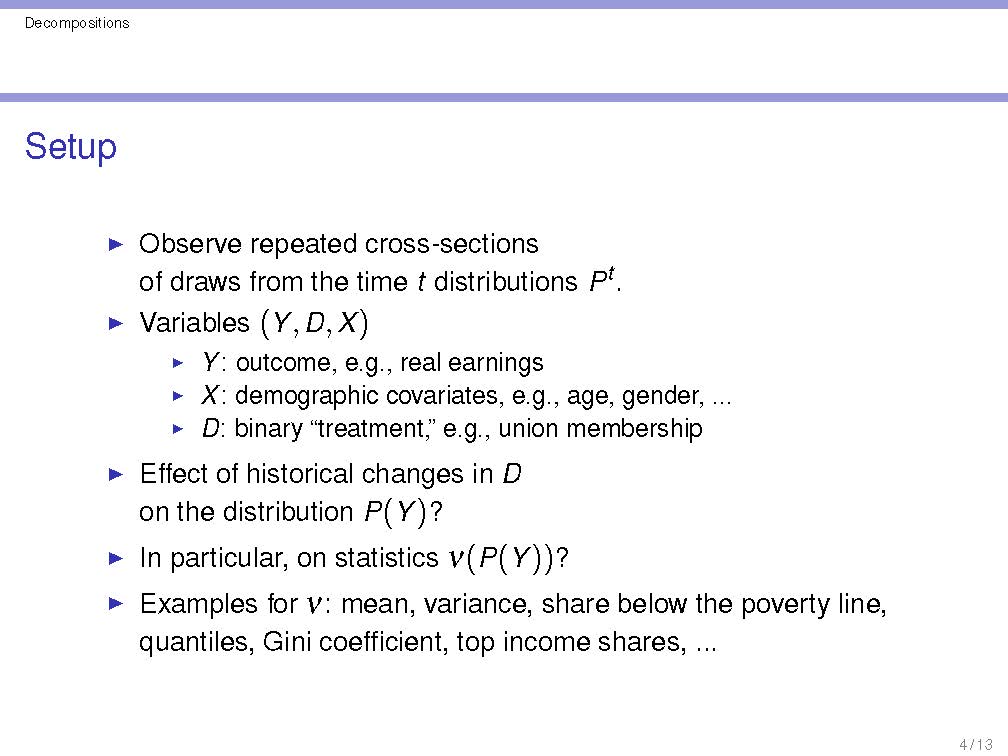 Decompositions
Setup
▶ Observe repeated cross-sections
of draws from the time t distributions Pᵗ.
▶ Variables (Y, D, X)
▶ Y: outcome, e.g., real earnings
▶ X: demographic covariates, e.g., age, gender, ...
▶ D: binary “treatment,” e.g., union membership
▶ Effect of historical changes in D
on the distribution P(Y)?
▶ In particular, on statistics ν(P(Y))?
▶ Examples for ν: mean, variance, share below the poverty line,
quantiles, Gini coefficient, top income shares, ...
4 / 13